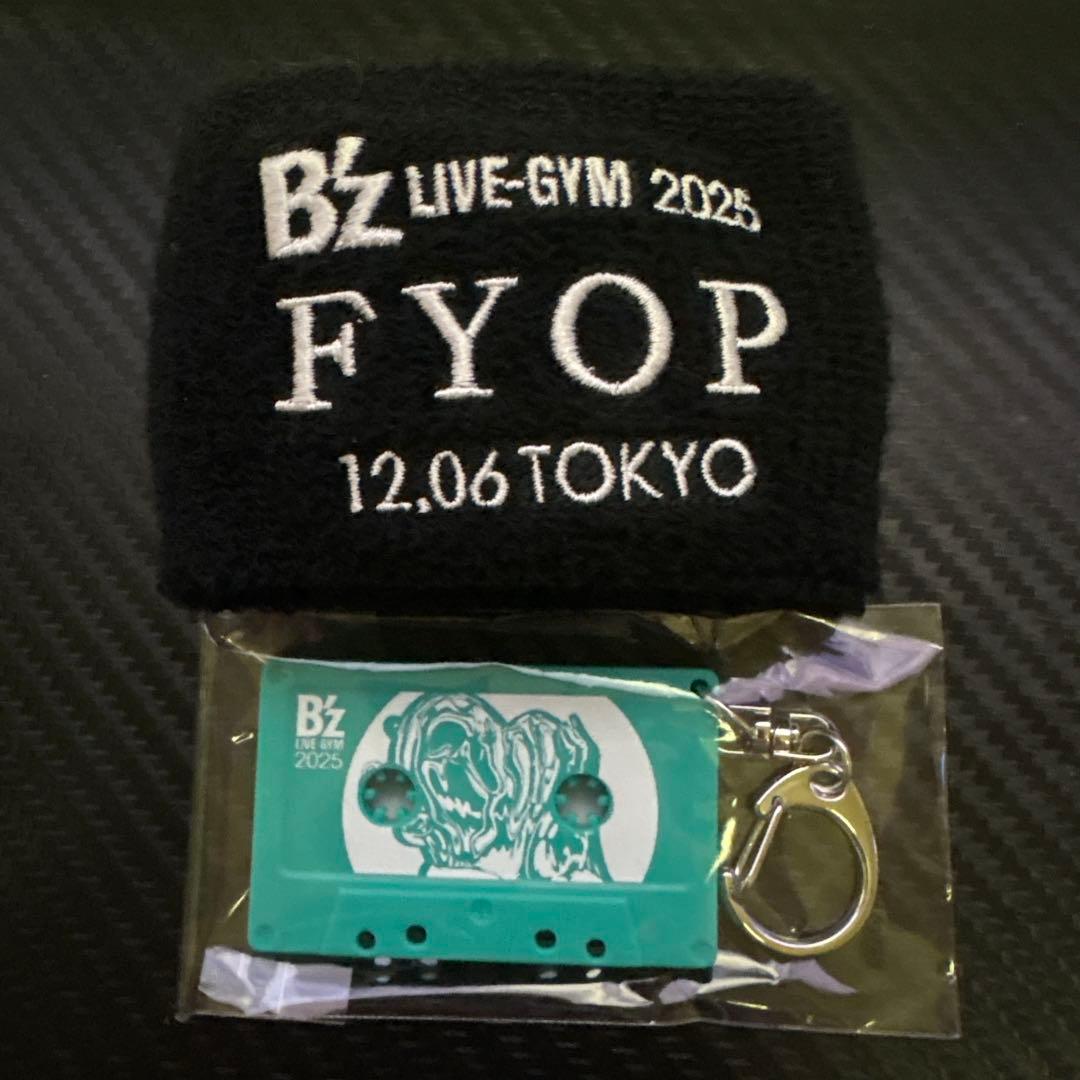 B'z LIVE-GYM 2025
FYOP
12.06 TOKYO
B'z
LIVE-GYM
2025